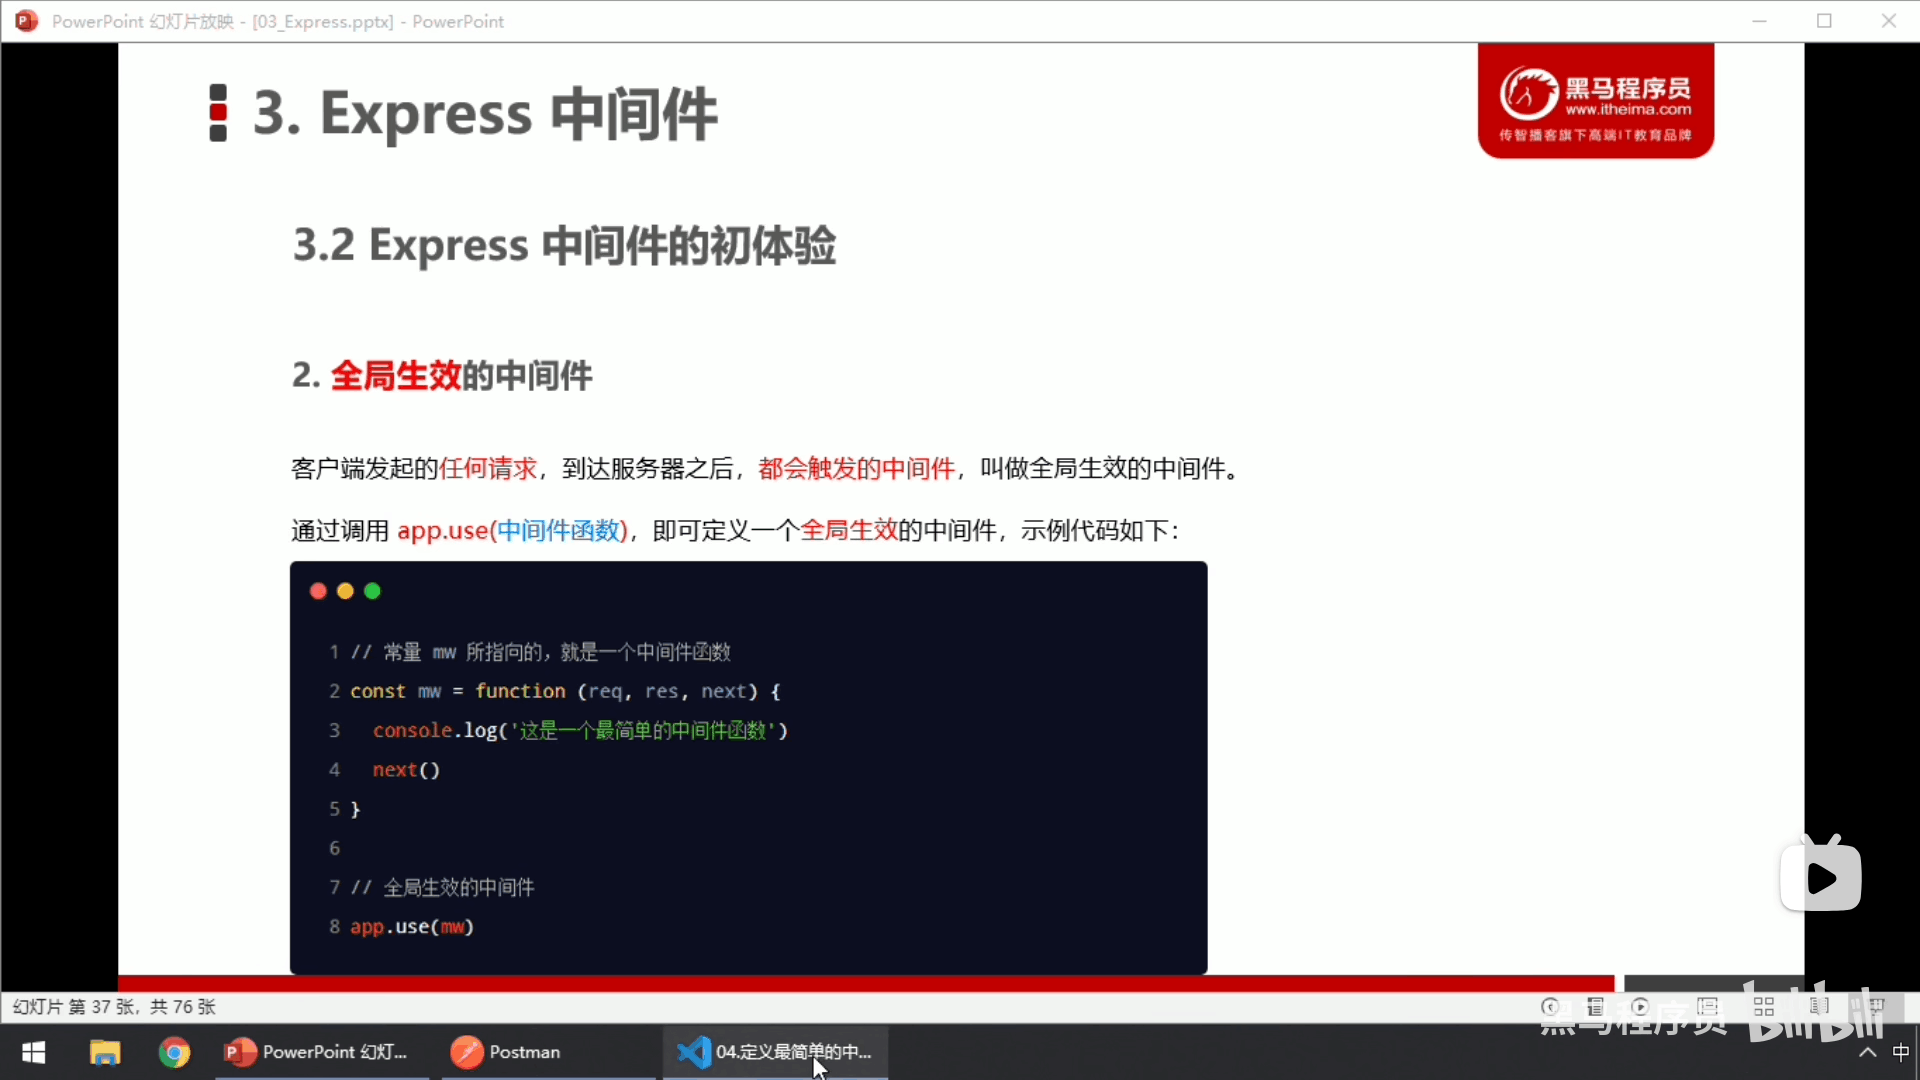 PowerPoint 幻灯片放映 - [03_Express.pptx] - PowerPoint
3. Express 中间件
黑马程序员
www.itheima.com
传智播客旗下高端IT教育品牌
3.2 Express 中间件的初体验
2. 全局生效的中间件
客户端发起的任何请求，到达服务器之后，都会触发的中间件，叫做全局生效的中间件。
通过调用 app.use(中间件函数)，即可定义一个全局生效的中间件，示例代码如下：
1 // 常量 mw 所指向的，就是一个中间件函数
2 const mw = function (req, res, next) {
3   console.log('这是一个最简单的中间件函数')
4   next()
5 }
6
7 // 全局生效的中间件
8 app.use(mw)
幻灯片 第 37 张，共 76 张
黑马程序员 bilibili
PowerPoint 幻灯... Postman 04.定义最简单的中... 中